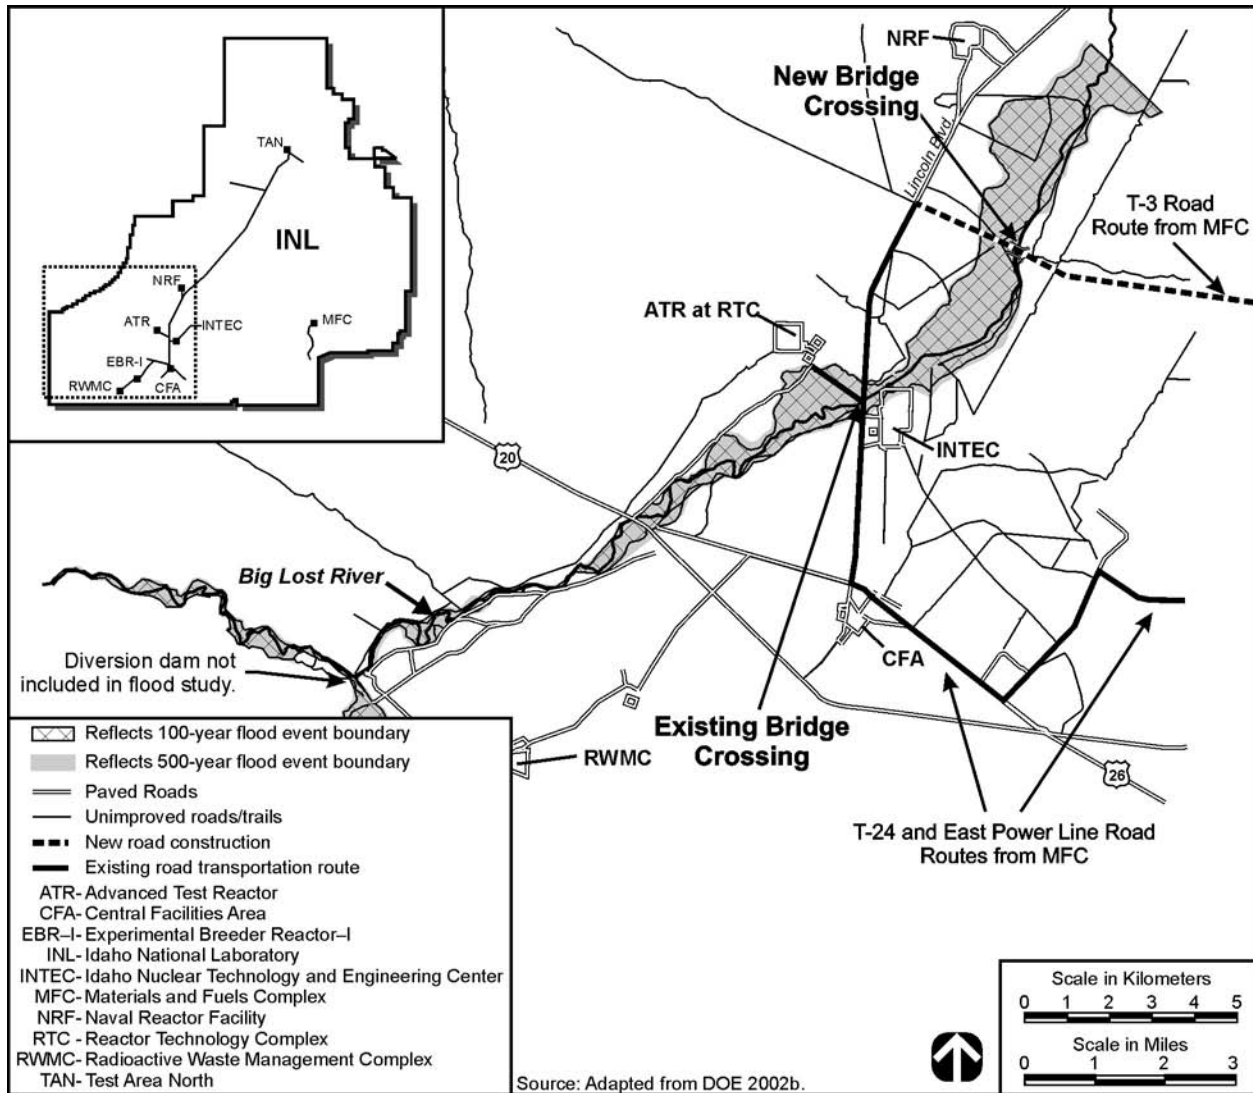 TAN
INL
NRF
ATR
INTEC
MFC
EBR-I
RWMC
CFA
NRF
New Bridge
Crossing
Lincoln Blvd.
T-3 Road
Route from MFC
ATR at RTC
20
INTEC
Big Lost River
Diversion dam not
included in flood study.
CFA
Existing Bridge
Crossing
RWMC
26
T-24 and East Power Line Road
Routes from MFC
Reflects 100-year flood event boundary
Reflects 500-year flood event boundary
Paved Roads
Unimproved roads/trails
New road construction
Existing road transportation route
ATR- Advanced Test Reactor
CFA- Central Facilities Area
EBR–I- Experimental Breeder Reactor–I
INL- Idaho National Laboratory
INTEC- Idaho Nuclear Technology and Engineering Center
MFC- Materials and Fuels Complex
NRF- Naval Reactor Facility
RTC - Reactor Technology Complex
RWMC- Radioactive Waste Management Complex
TAN- Test Area North
Source: Adapted from DOE 2002b.
Scale in Kilometers
0 1 2 3 4 5
Scale in Miles
0 1 2 3